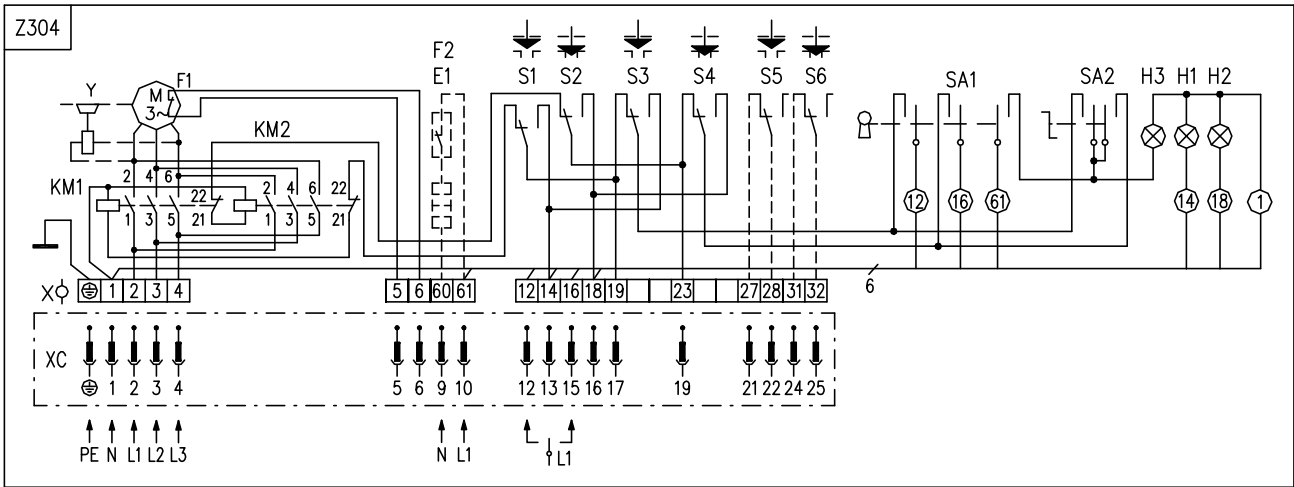 Z304
F2
Y M F1 E1 S1 S2 S3 S4 S5 S6 SA1 SA2 H3 H1 H2
3~
KM2
KM1 2 4 6 22 2 4 6 22
12 16 61 14 18 1
1 3 5 21 1 3 5 21
6
X 1 2 3 4 5 6 60 61 12 14 16 18 19 23 27 28 31 32
XC
1 2 3 4 5 6 9 10 12 13 15 16 17 19 21 22 24 25
PE N L1 L2 L3 N L1 L1